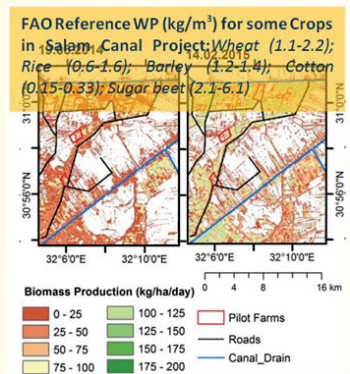 FAO Reference WP (kg/m³) for some Crops
in Salam Canal Project:Wheat (1.1-2.2);
Rice (0.6-1.6); Barley (1.2-1.4); Cotton
(0.15-0.33); Sugar beet (2.1-6.1)
14.02.2015
31°0'0"N
31°0'0"N
30°56'0"N
30°56'0"N
32°6'0"E
32°10'0"E
32°6'0"E
32°10'0"E
0 4 8 16 km
Biomass Production (kg/ha/day)
0 - 25
25 - 50
50 - 75
75 - 100
100 - 125
125 - 150
150 - 175
175 - 200
Pilot Farms
Roads
Canal_Drain